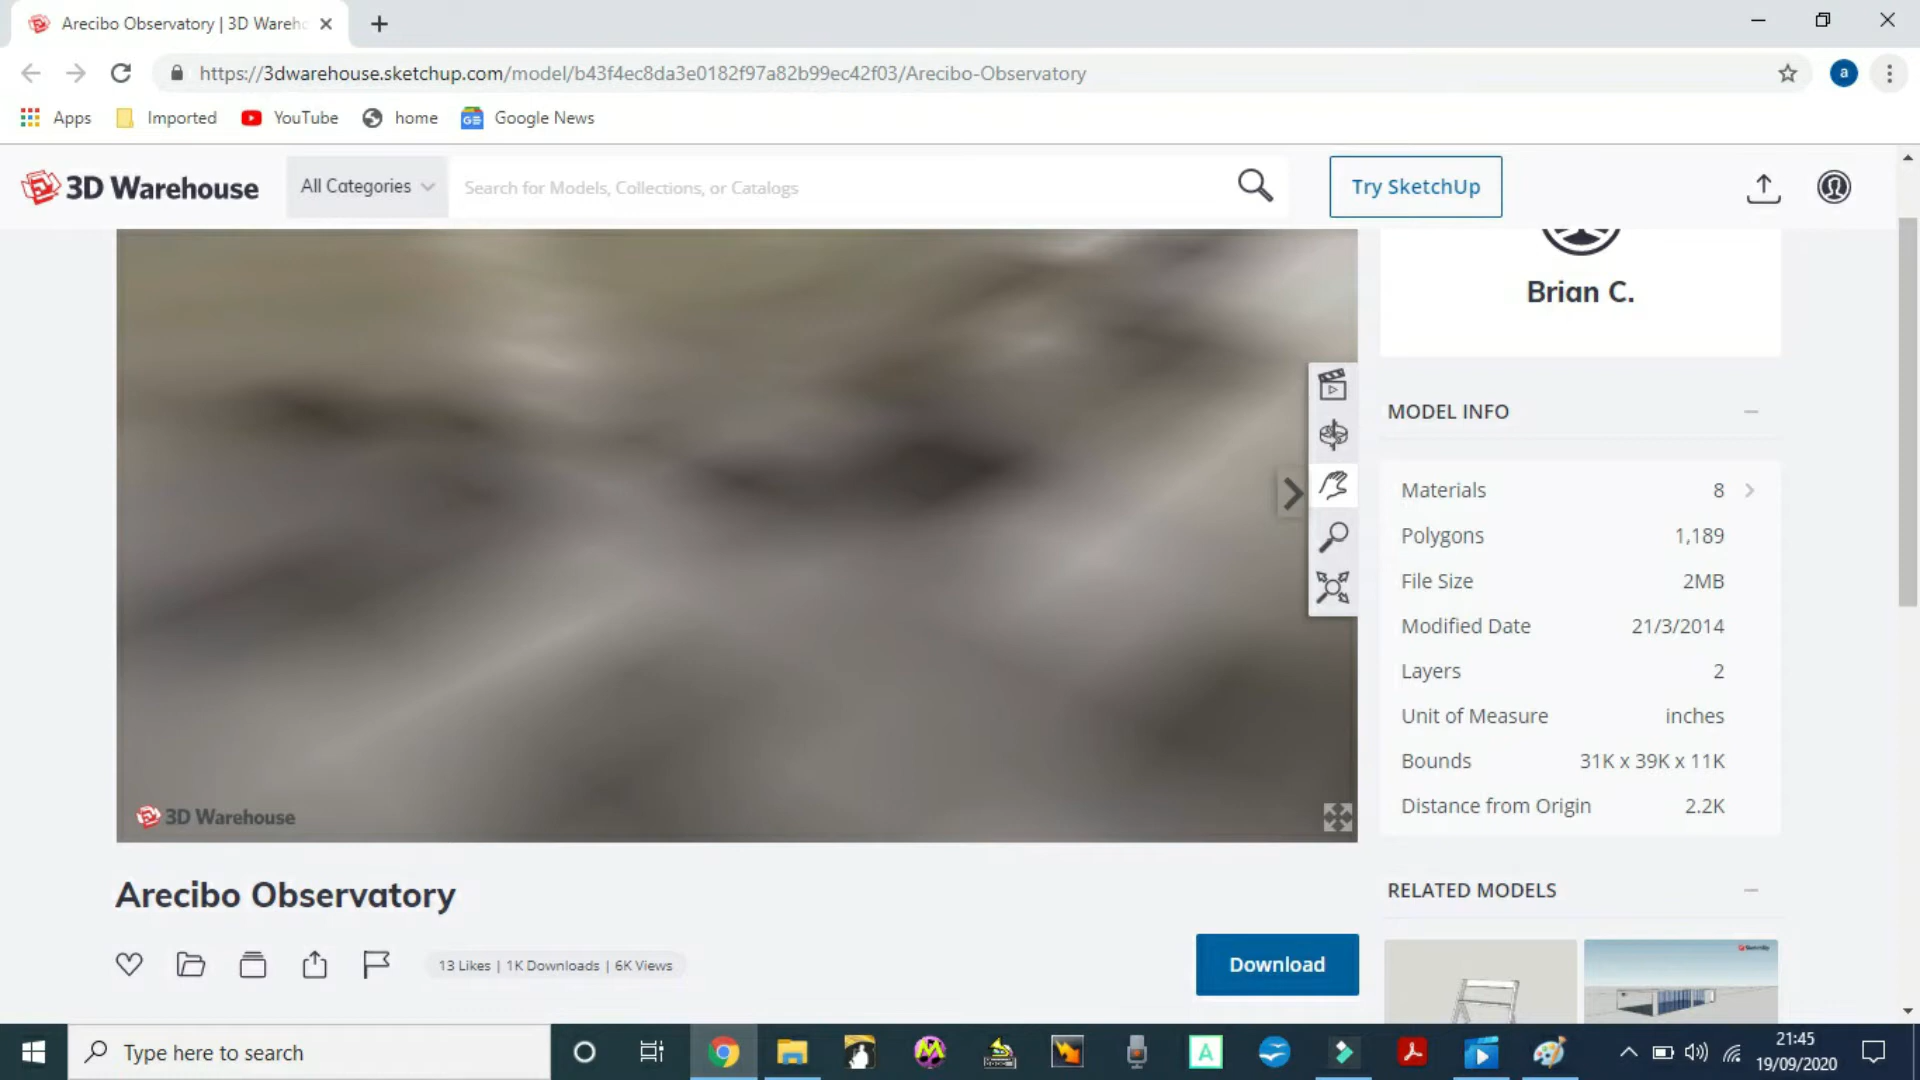 Arecibo Observatory | 3D Wareh
https://3dwarehouse.sketchup.com/model/b43f4ec8da3e0182f97a82b99ec42f03/Arecibo-Observatory
a
Apps
Imported
YouTube
home
Google News
3D Warehouse
All Categories
Search for Models, Collections, or Catalogs
Try SketchUp
Brian C.
MODEL INFO
Materials 8
Polygons 1,189
File Size 2MB
Modified Date 21/3/2014
Layers 2
Unit of Measure inches
Bounds 31K x 39K x 11K
Distance from Origin 2.2K
3D Warehouse
Arecibo Observatory
13 Likes | 1K Downloads | 6K Views
Download
RELATED MODELS
Type here to search
A
21:45
19/09/2020